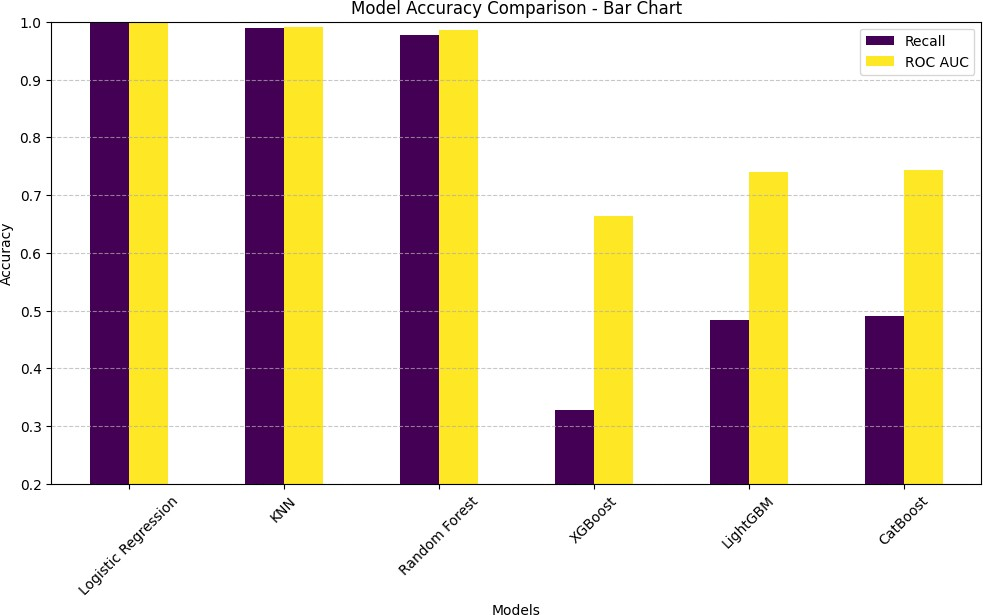 Model Accuracy Comparison - Bar Chart
Recall
ROC AUC
Accuracy
1.0
0.9
0.8
0.7
0.6
0.5
0.4
0.3
0.2
Logistic Regression
KNN
Random Forest
XGBoost
LightGBM
CatBoost
Models